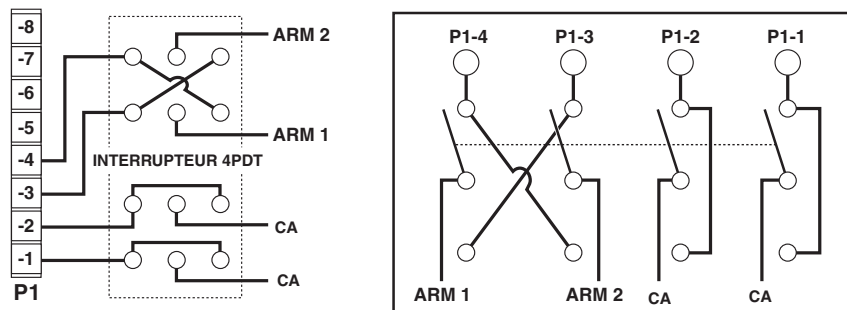 -8
-7
-6
-5
-4
-3
-2
-1
P1
ARM 2
ARM 1
INTERRUPTEUR 4PDT
CA
CA
P1-4 P1-3 P1-2 P1-1
ARM 1 ARM 2 CA CA